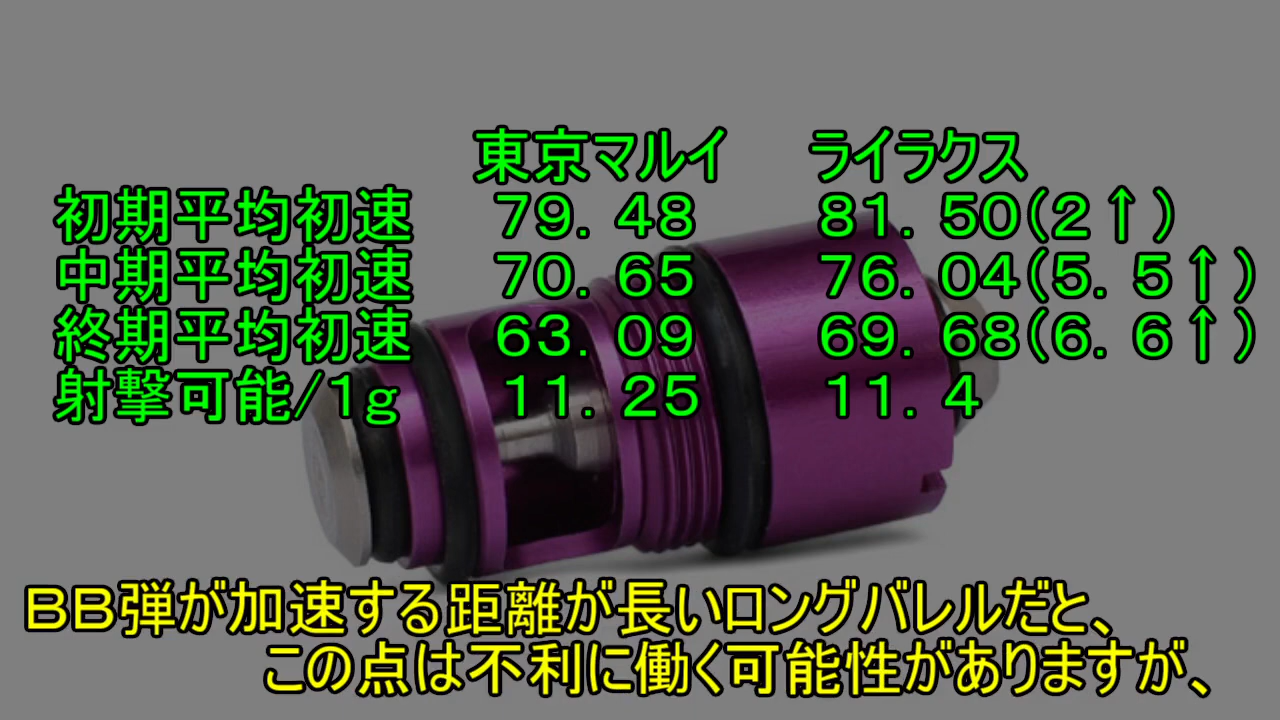 東京マルイ ライラクス
初期平均初速 79.48 81.50(2↑)
中期平均初速 70.65 76.04(5.5↑)
終期平均初速 63.09 69.68(6.6↑)
射撃可能/1g 11.25 11.4
BB弾が加速する距離が長いロングバレルだと、
この点は不利に働く可能性がありますが、